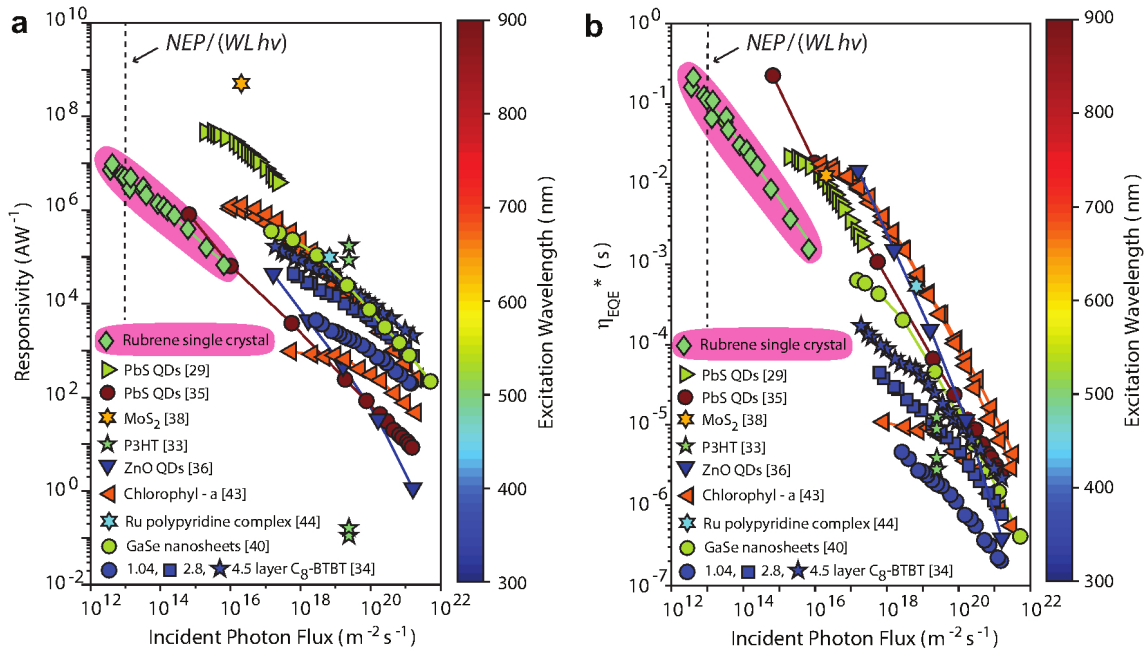 a
NEP / (WL hν)
Responsivity (AW⁻¹)
10¹⁰
10⁸
10⁶
10⁴
10²
10⁰
10⁻²
Rubrene single crystal
PbS QDs [29]
PbS QDs [35]
MoS₂ [38]
P3HT [33]
ZnO QDs [36]
Chlorophyl - a [43]
Ru polypyridine complex [44]
GaSe nanosheets [40]
1.04, 2.8, 4.5 layer C₈-BTBT [34]
10¹² 10¹⁴ 10¹⁶ 10¹⁸ 10²⁰ 10²²
Incident Photon Flux (m⁻² s⁻¹)
900
800
700
600
500
400
300
Excitation Wavelength (nm)
b
NEP / (WL hν)
ηEQE* (s)
10⁰
10⁻¹
10⁻²
10⁻³
10⁻⁴
10⁻⁵
10⁻⁶
10⁻⁷
Rubrene single crystal
PbS QDs [29]
PbS QDs [35]
MoS₂ [38]
P3HT [33]
ZnO QDs [36]
Chlorophyl - a [43]
Ru polypyridine complex [44]
GaSe nanosheets [40]
1.04, 2.8, 4.5 layer C₈-BTBT [34]
10¹² 10¹⁴ 10¹⁶ 10¹⁸ 10²⁰ 10²²
Incident Photon Flux (m⁻² s⁻¹)
900
800
700
600
500
400
300
Excitation Wavelength (nm)